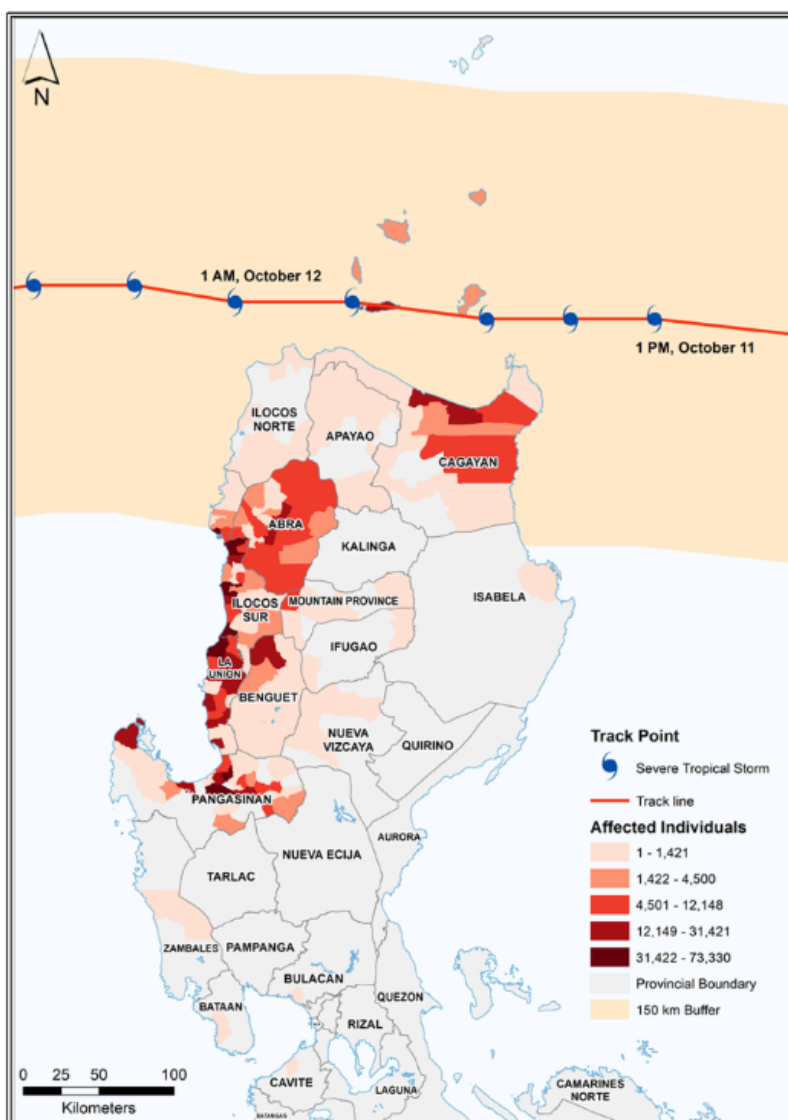 N
1 AM, October 12
1 PM, October 11
ILOCOS
NORTE
APAYAO
CAGAYAN
ABRA
KALINGA
ISABELA
MOUNTAIN PROVINCE
ILOCOS
SUR
IFUGAO
LA
UNION
BENGUET
NUEVA
VIZCAYA
QUIRINO
PANGASINAN
AURORA
NUEVA ECIJA
TARLAC
ZAMBALES
PAMPANGA
BULACAN
BATAAN
QUEZON
RIZAL
CAVITE
LAGUNA
BATANGAS
CAMARINES
NORTE
Track Point
Severe Tropical Storm
Track line
Affected Individuals
1 - 1,421
1,422 - 4,500
4,501 - 12,148
12,149 - 31,421
31,422 - 73,330
Provincial Boundary
150 km Buffer
0 25 50 100
Kilometers